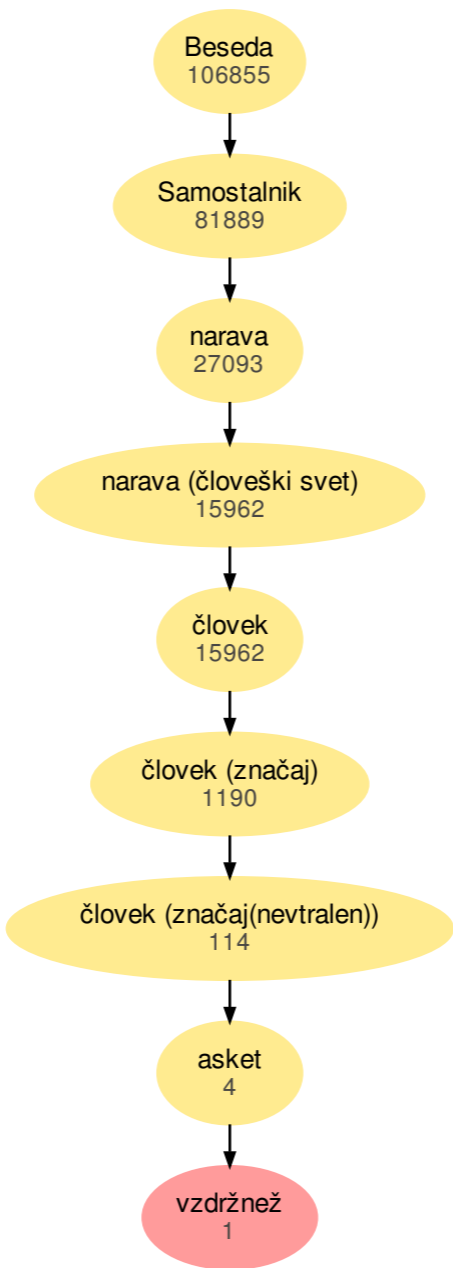 Beseda
106855
Samostalnik
81889
narava
27093
narava (človeški svet)
15962
človek
15962
človek (značaj)
1190
človek (značaj(nevtralen))
114
asket
4
vzdržnež
1